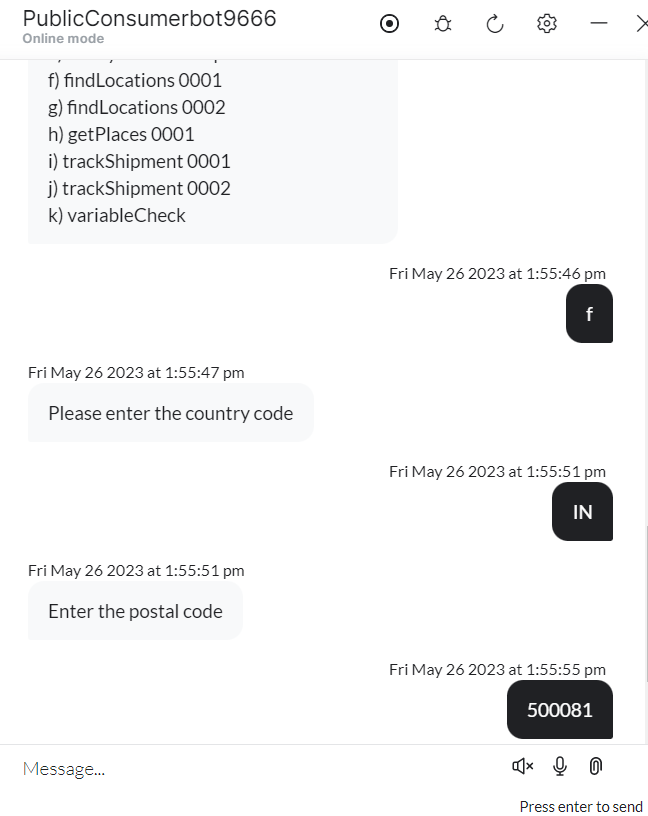 PublicConsumerbot9666
Online mode
f) findLocations 0001
g) findLocations 0002
h) getPlaces 0001
i) trackShipment 0001
j) trackShipment 0002
k) variableCheck
Fri May 26 2023 at 1:55:46 pm
f
Fri May 26 2023 at 1:55:47 pm
Please enter the country code
Fri May 26 2023 at 1:55:51 pm
IN
Fri May 26 2023 at 1:55:51 pm
Enter the postal code
Fri May 26 2023 at 1:55:55 pm
500081
Message...
Press enter to send